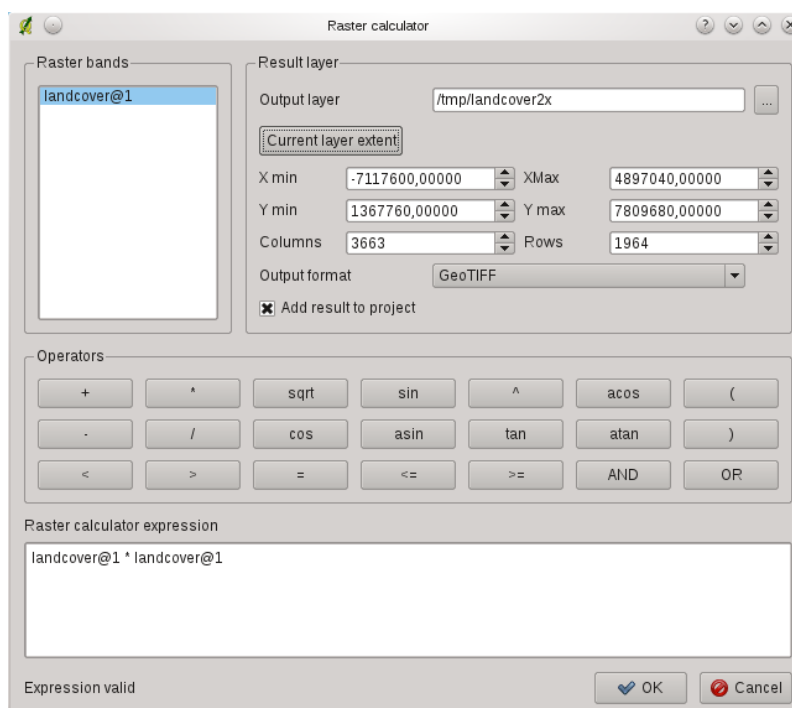 Raster calculator
Raster bands
landcover@1
Result layer
Output layer /tmp/landcover2x ...
Current layer extent
X min -7117600,00000 XMax 4897040,00000
Y min 1367760,00000 Y max 7809680,00000
Columns 3663 Rows 1964
Output format GeoTIFF
Add result to project
Operators
+ * sqrt sin ^ acos (
- / cos asin tan atan )
< > = <= >= AND OR
Raster calculator expression
landcover@1 * landcover@1
Expression valid OK Cancel